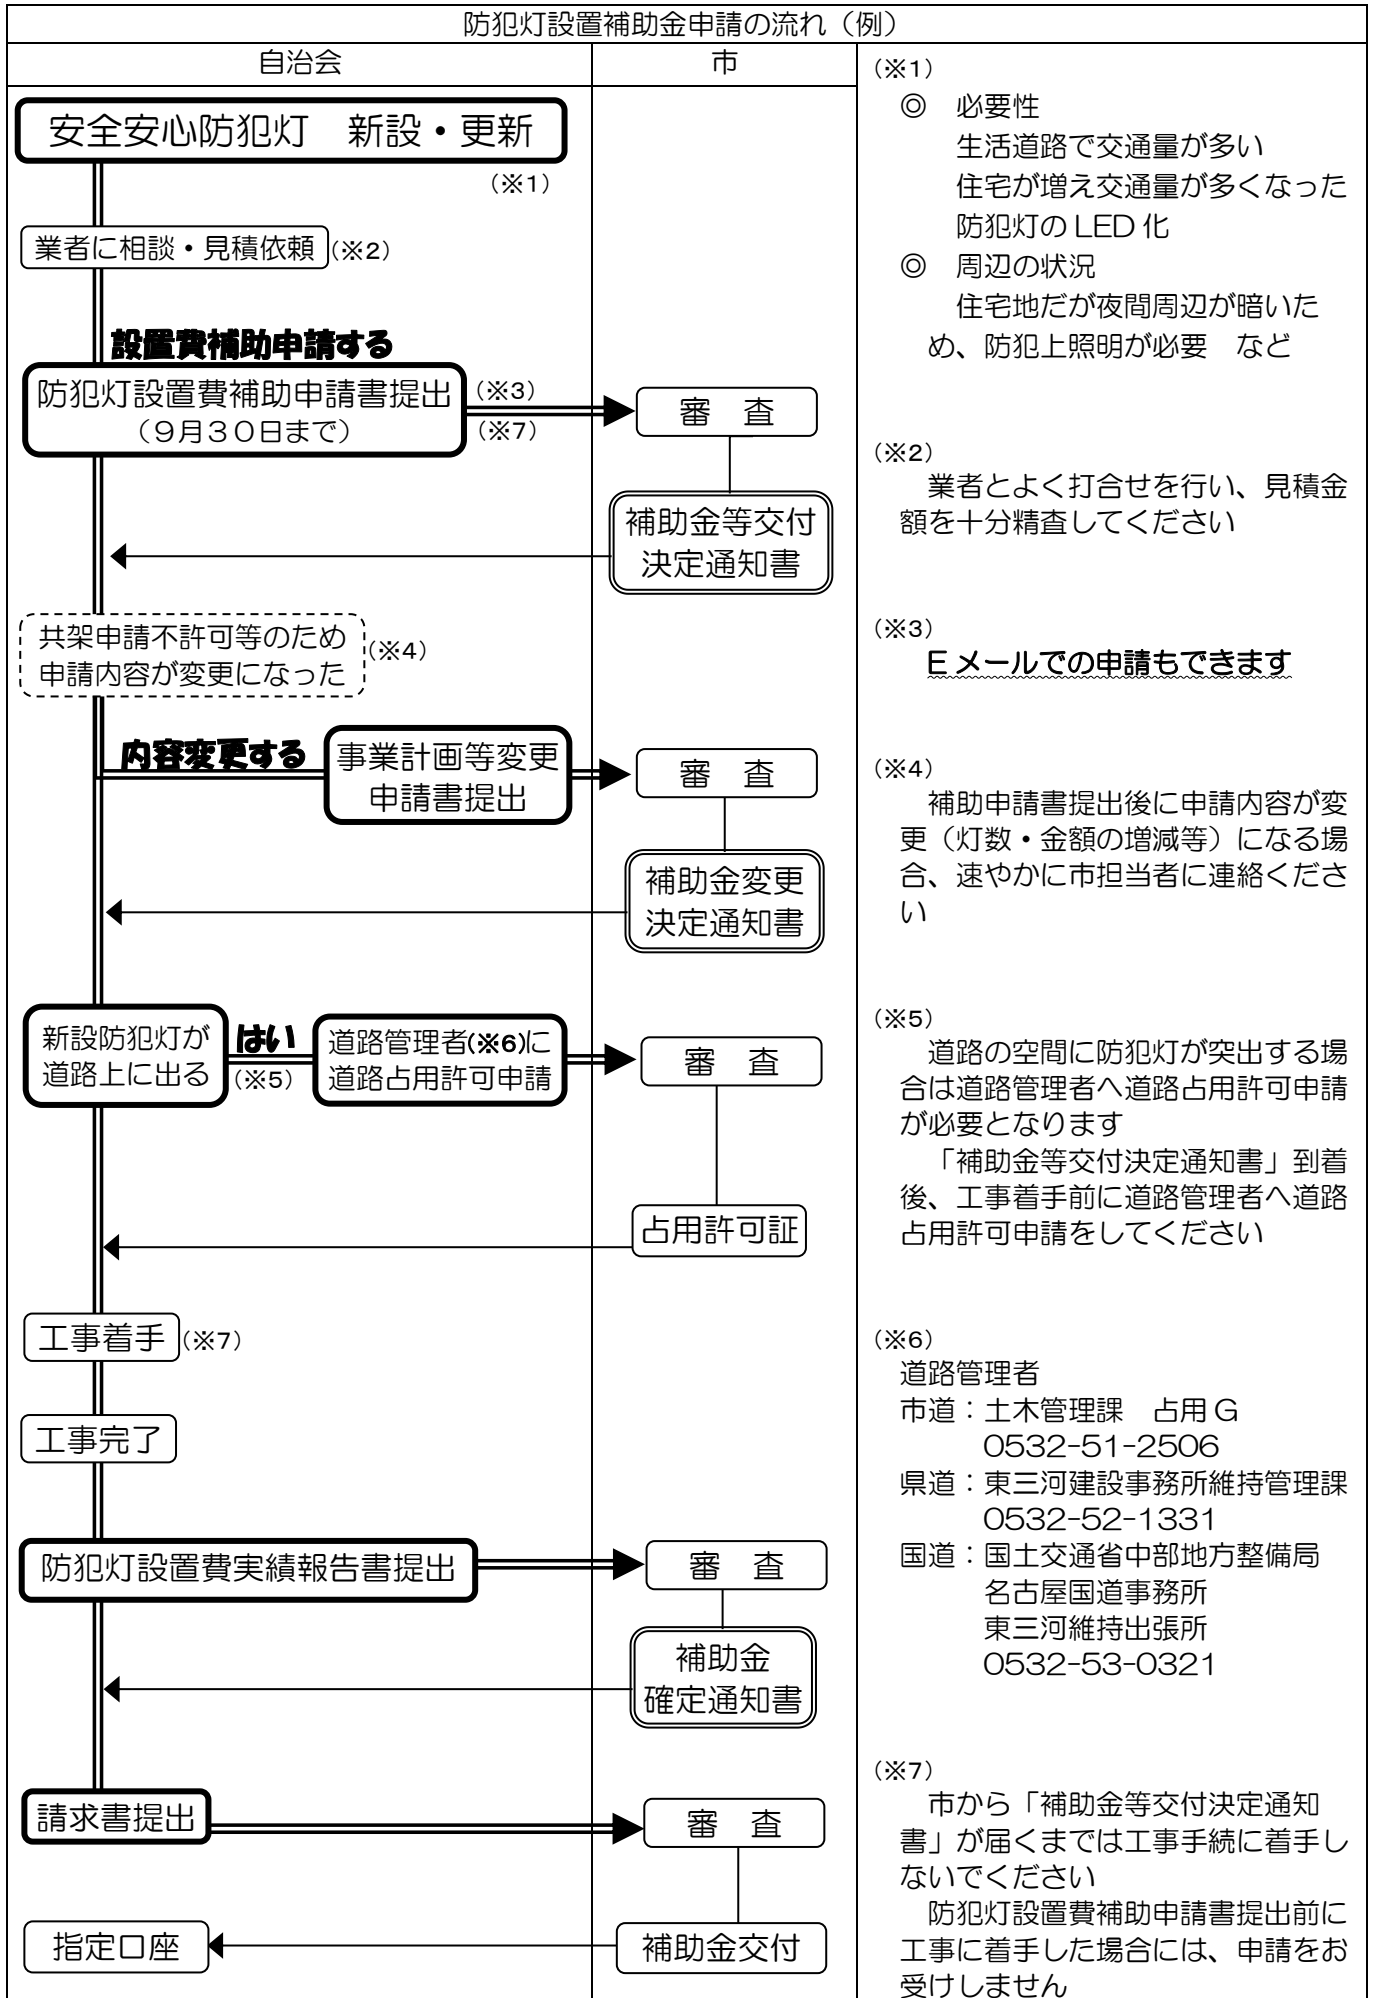 防犯灯設置補助金申請の流れ（例）
自治会
市
安全安心防犯灯　新設・更新
（※1）
業者に相談・見積依頼
（※2）
設置費補助申請する
防犯灯設置費補助申請書提出
（9月30日まで）
（※3）
（※7）
審　査
補助金等交付
決定通知書
共架申請不許可等のため
申請内容が変更になった
（※4）
内容変更する
事業計画等変更
申請書提出
審　査
補助金変更
決定通知書
新設防犯灯が
道路上に出る
はい
（※5）
道路管理者(※6)に
道路占用許可申請
審　査
占用許可証
工事着手
（※7）
工事完了
防犯灯設置費実績報告書提出
審　査
補助金
確定通知書
請求書提出
審　査
指定口座
補助金交付
（※1）
◎　必要性
生活道路で交通量が多い
住宅が増え交通量が多くなった
防犯灯のLED化
◎　周辺の状況
住宅地だが夜間周辺が暗いた
め、防犯上照明が必要　など
（※2）
業者とよく打合せを行い、見積金
額を十分精査してください
（※3）
Eメールでの申請もできます
（※4）
補助申請書提出後に申請内容が変
更（灯数・金額の増減等）になる場
合、速やかに市担当者に連絡くださ
い
（※5）
道路の空間に防犯灯が突出する場
合は道路管理者へ道路占用許可申請
が必要となります
「補助金等交付決定通知書」到着
後、工事着手前に道路管理者へ道路
占用許可申請をしてください
（※6）
道路管理者
市道：土木管理課　占用G
0532-51-2506
県道：東三河建設事務所維持管理課
0532-52-1331
国道：国土交通省中部地方整備局
名古屋国道事務所
東三河維持出張所
0532-53-0321
（※7）
市から「補助金等交付決定通知
書」が届くまでは工事手続に着手し
ないでください
防犯灯設置費補助申請書提出前に
工事に着手した場合には、申請をお
受けしません